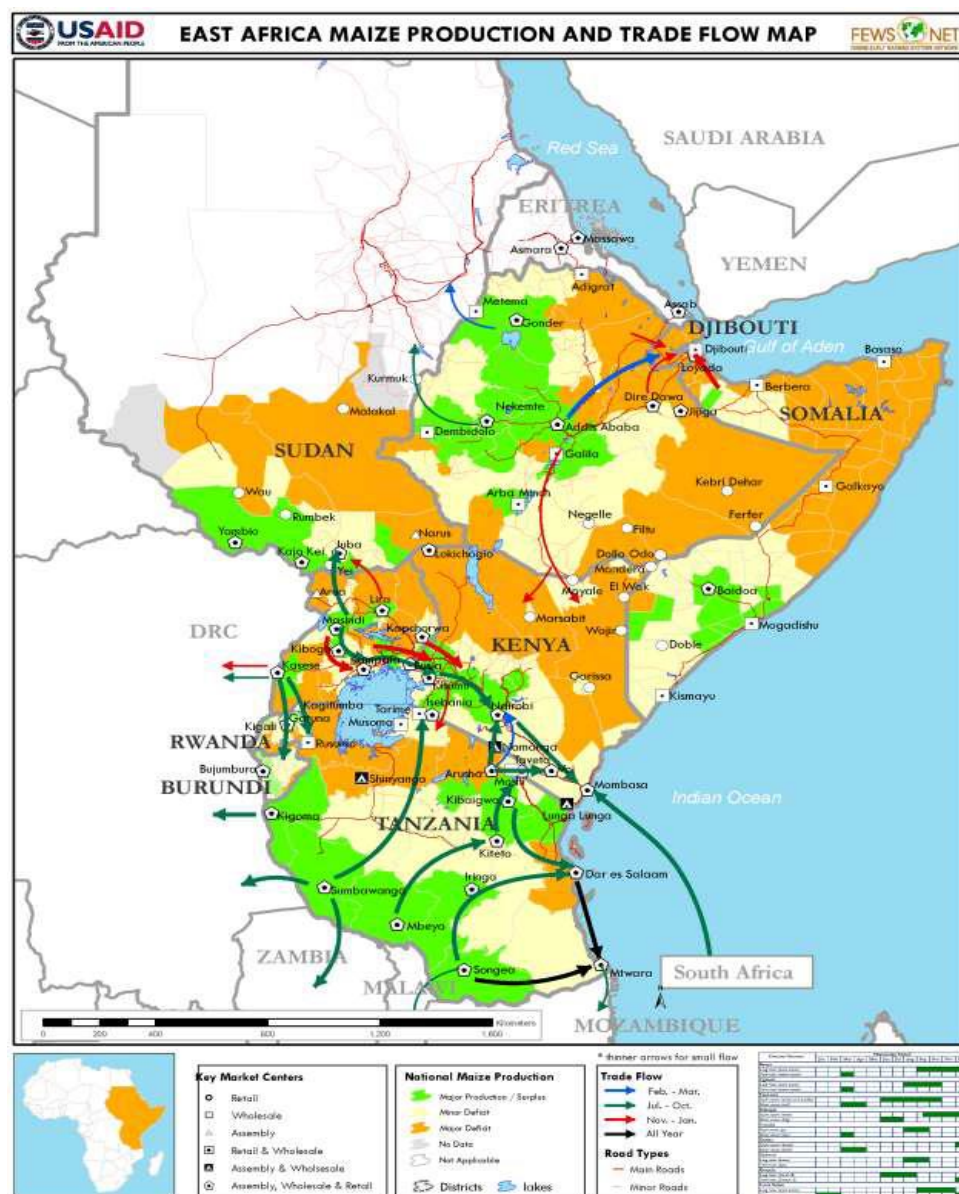 USAID
FROM THE AMERICAN PEOPLE
EAST AFRICA MAIZE PRODUCTION AND TRADE FLOW MAP
FEWS NET
SAUDI ARABIA
Red Sea
ERITREA
Massawa
Asmara
YEMEN
Adigrat
Metema
Assab
Gonder
DJIBOUTI
Djibouti
Gulf of Aden
Bosaso
Loyado
Kurmuk
Berbera
Malakal
Nekemte
Dire Dawa
SOMALIA
Dembidolo
Addis Ababa
Jijiga
SUDAN
Galila
Wau
Arba Minch
Kebri Dehar
Galkayo
Rumbek
Negelle
Filtu
Ferfer
Yambio
Juba
Narus
Kajo Kei
Lokichogio
Dollo Odo
Yei
Mandera
Moyale
El Wak
Baidoa
Arua
Lira
Marsabit
Masindi
Kapchorwa
Wajir
Mogadishu
DRC
Kiboga
KENYA
Doble
Kasese
Kampala
Busia
Kisumu
Garissa
Kismayu
Kagitumba
Tarime
Isebania
Nairobi
Gatuna
Musoma
Kigali
RWANDA
Rusumo
Namanga
Taveta
Bujumbura
Shinyanga
Arusha
Voi
Moshi
Mombasa
BURUNDI
Kibaigwa
Lunga Lunga
Indian Ocean
Kigoma
TANZANIA
Kiteto
Iringa
Sumbawanga
Dar es Salaam
Mbeya
ZAMBIA
Songea
Mtwara
South Africa
MALAWI
MOZAMBIQUE
Kilometers
0 200 400 800 1,200 1,600
* thinner arrows for small flow
Key Market Centers
Retail
Wholesale
Assembly
Retail & Wholesale
Assembly & Wholesale
Assembly, Wholesale & Retail
National Maize Production
Major Production / Surplus
Minor Deficit
Major Deficit
No Data
Not Applicable
Districts
lakes
Trade Flow
Feb. - Mar.
Jul. - Oct.
Nov. - Jan.
All Year
Road Types
Main Roads
Minor Roads